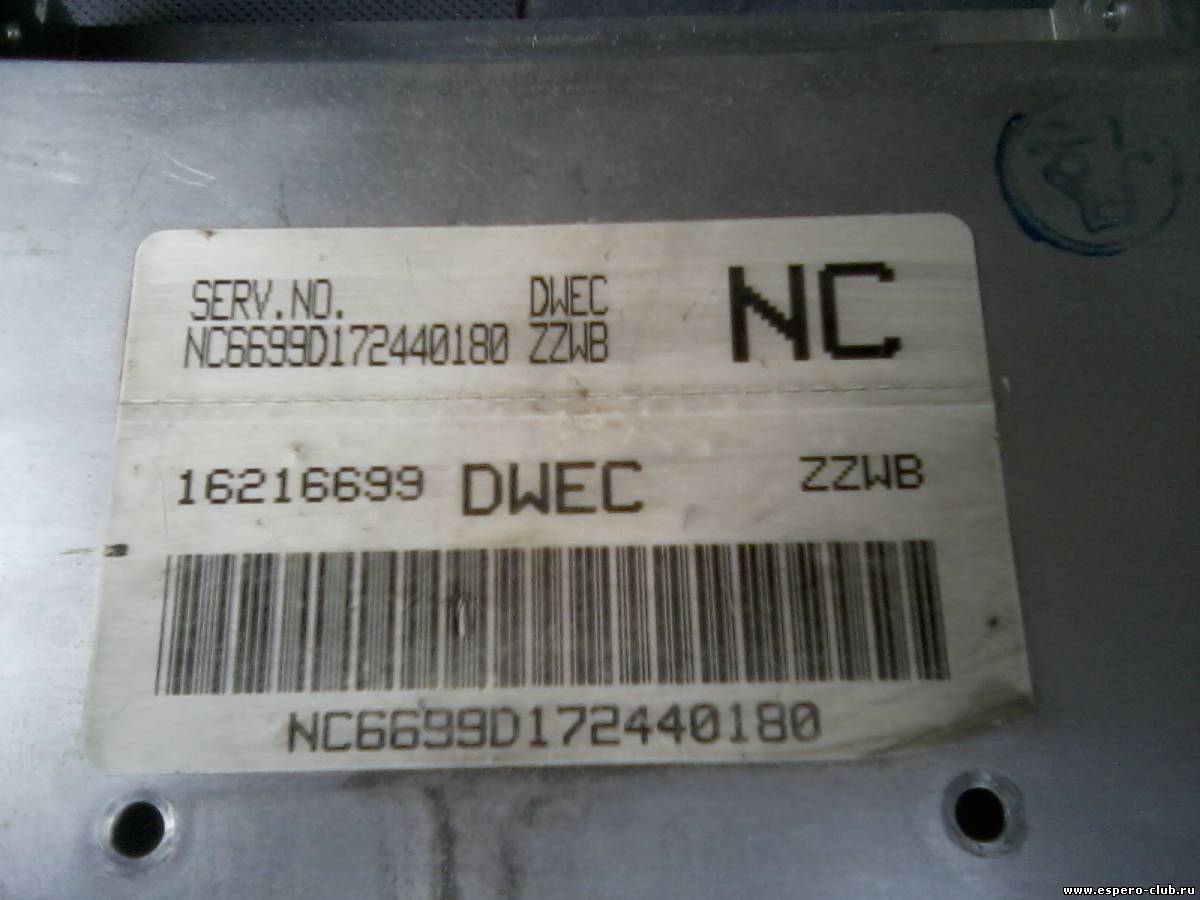 SERV.NO. DWEC NC
NC6699D172440180 ZZWB
16216699 DWEC ZZWB
NC6699D172440180
www.espero-club.ru